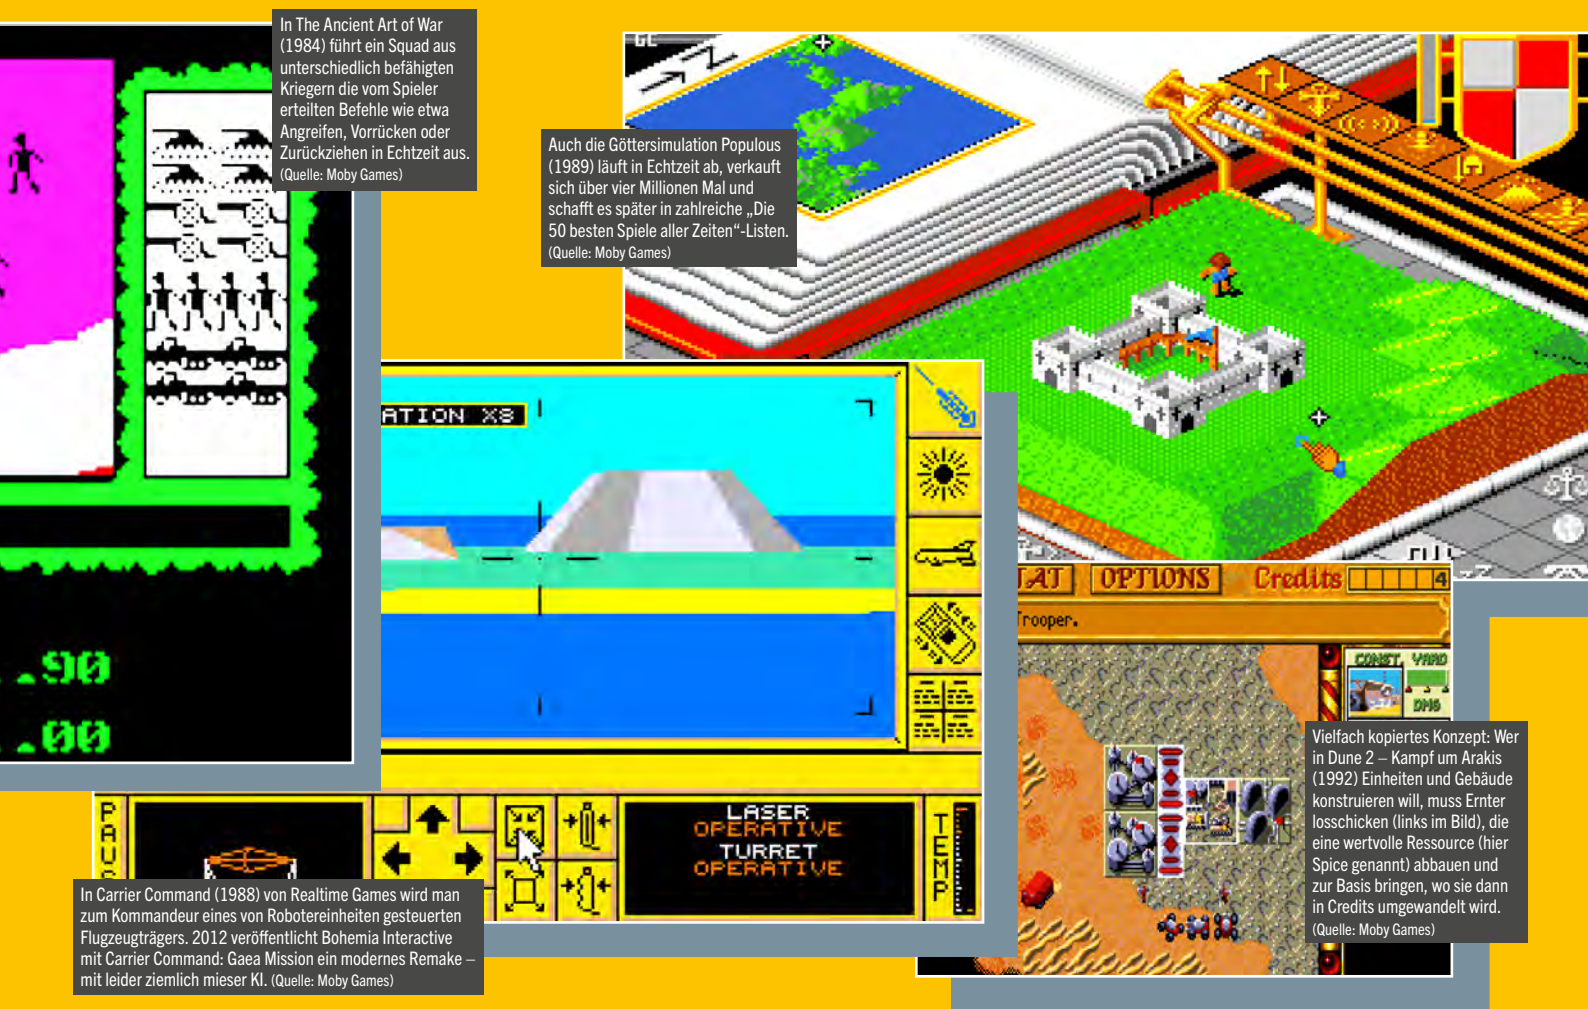 In The Ancient Art of War
(1984) führt ein Squad aus
unterschiedlich befähigten
Kriegern die vom Spieler
erteilten Befehle wie etwa
Angreifen, Vorrücken oder
Zurückziehen in Echtzeit aus.
(Quelle: Moby Games)
Auch die Göttersimulation Populous
(1989) läuft in Echtzeit ab, verkauft
sich über vier Millionen Mal und
schafft es später in zahlreiche „Die
50 besten Spiele aller Zeiten“-Listen.
(Quelle: Moby Games)
ATION X8
.90
.00
TAT OPTIONS Credits 4
Trooper.
CONST YARD
DMG
Vielfach kopiertes Konzept: Wer
in Dune 2 – Kampf um Arakis
(1992) Einheiten und Gebäude
konstruieren will, muss Ernter
losschicken (links im Bild), die
eine wertvolle Ressource (hier
Spice genannt) abbauen und
zur Basis bringen, wo sie dann
in Credits umgewandelt wird.
(Quelle: Moby Games)
PAUS
LASER
OPERATIVE
TURRET
OPERATIVE
TEMP
In Carrier Command (1988) von Realtime Games wird man
zum Kommandeur eines von Robotereinheiten gesteuerten
Flugzeugträgers. 2012 veröffentlicht Bohemia Interactive
mit Carrier Command: Gaea Mission ein modernes Remake –
mit leider ziemlich mieser KI. (Quelle: Moby Games)